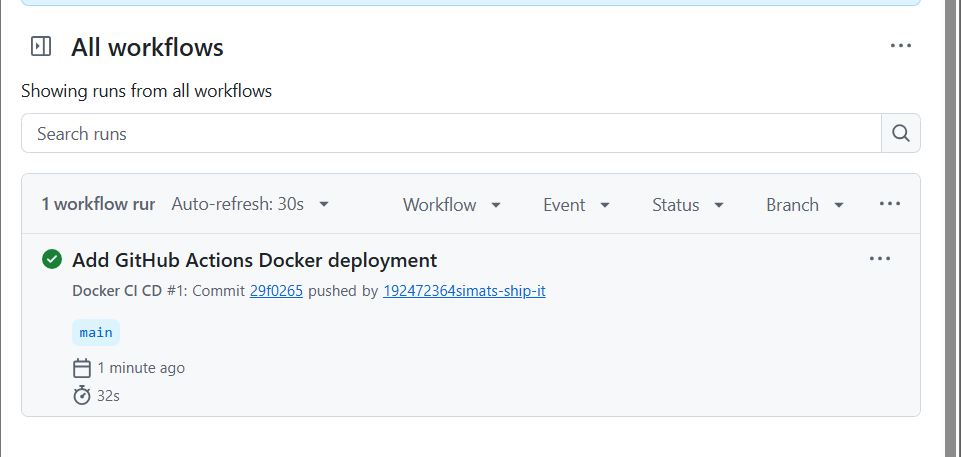 All workflows
Showing runs from all workflows
Search runs
1 workflow rur Auto-refresh: 30s Workflow Event Status Branch
Add GitHub Actions Docker deployment
Docker CI CD #1: Commit 29f0265 pushed by 192472364simats-ship-it
main
1 minute ago
32s